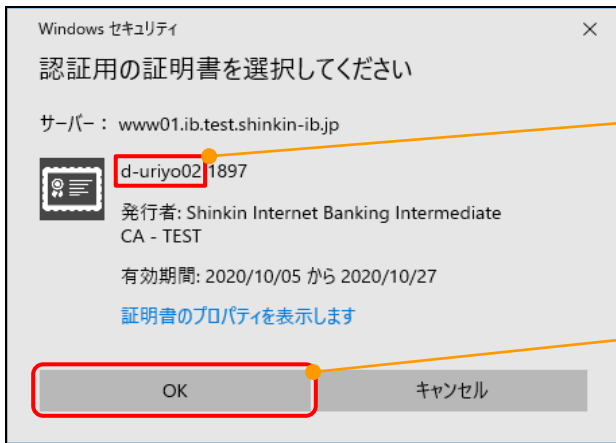 Windows セキュリティ
認証用の証明書を選択してください
サーバー： www01.ib.test.shinkin-ib.jp
d-uriyo02 1897
発行者: Shinkin Internet Banking Intermediate
CA - TEST
有効期間: 2020/10/05 から 2020/10/27
証明書のプロパティを表示します
OK
キャンセル